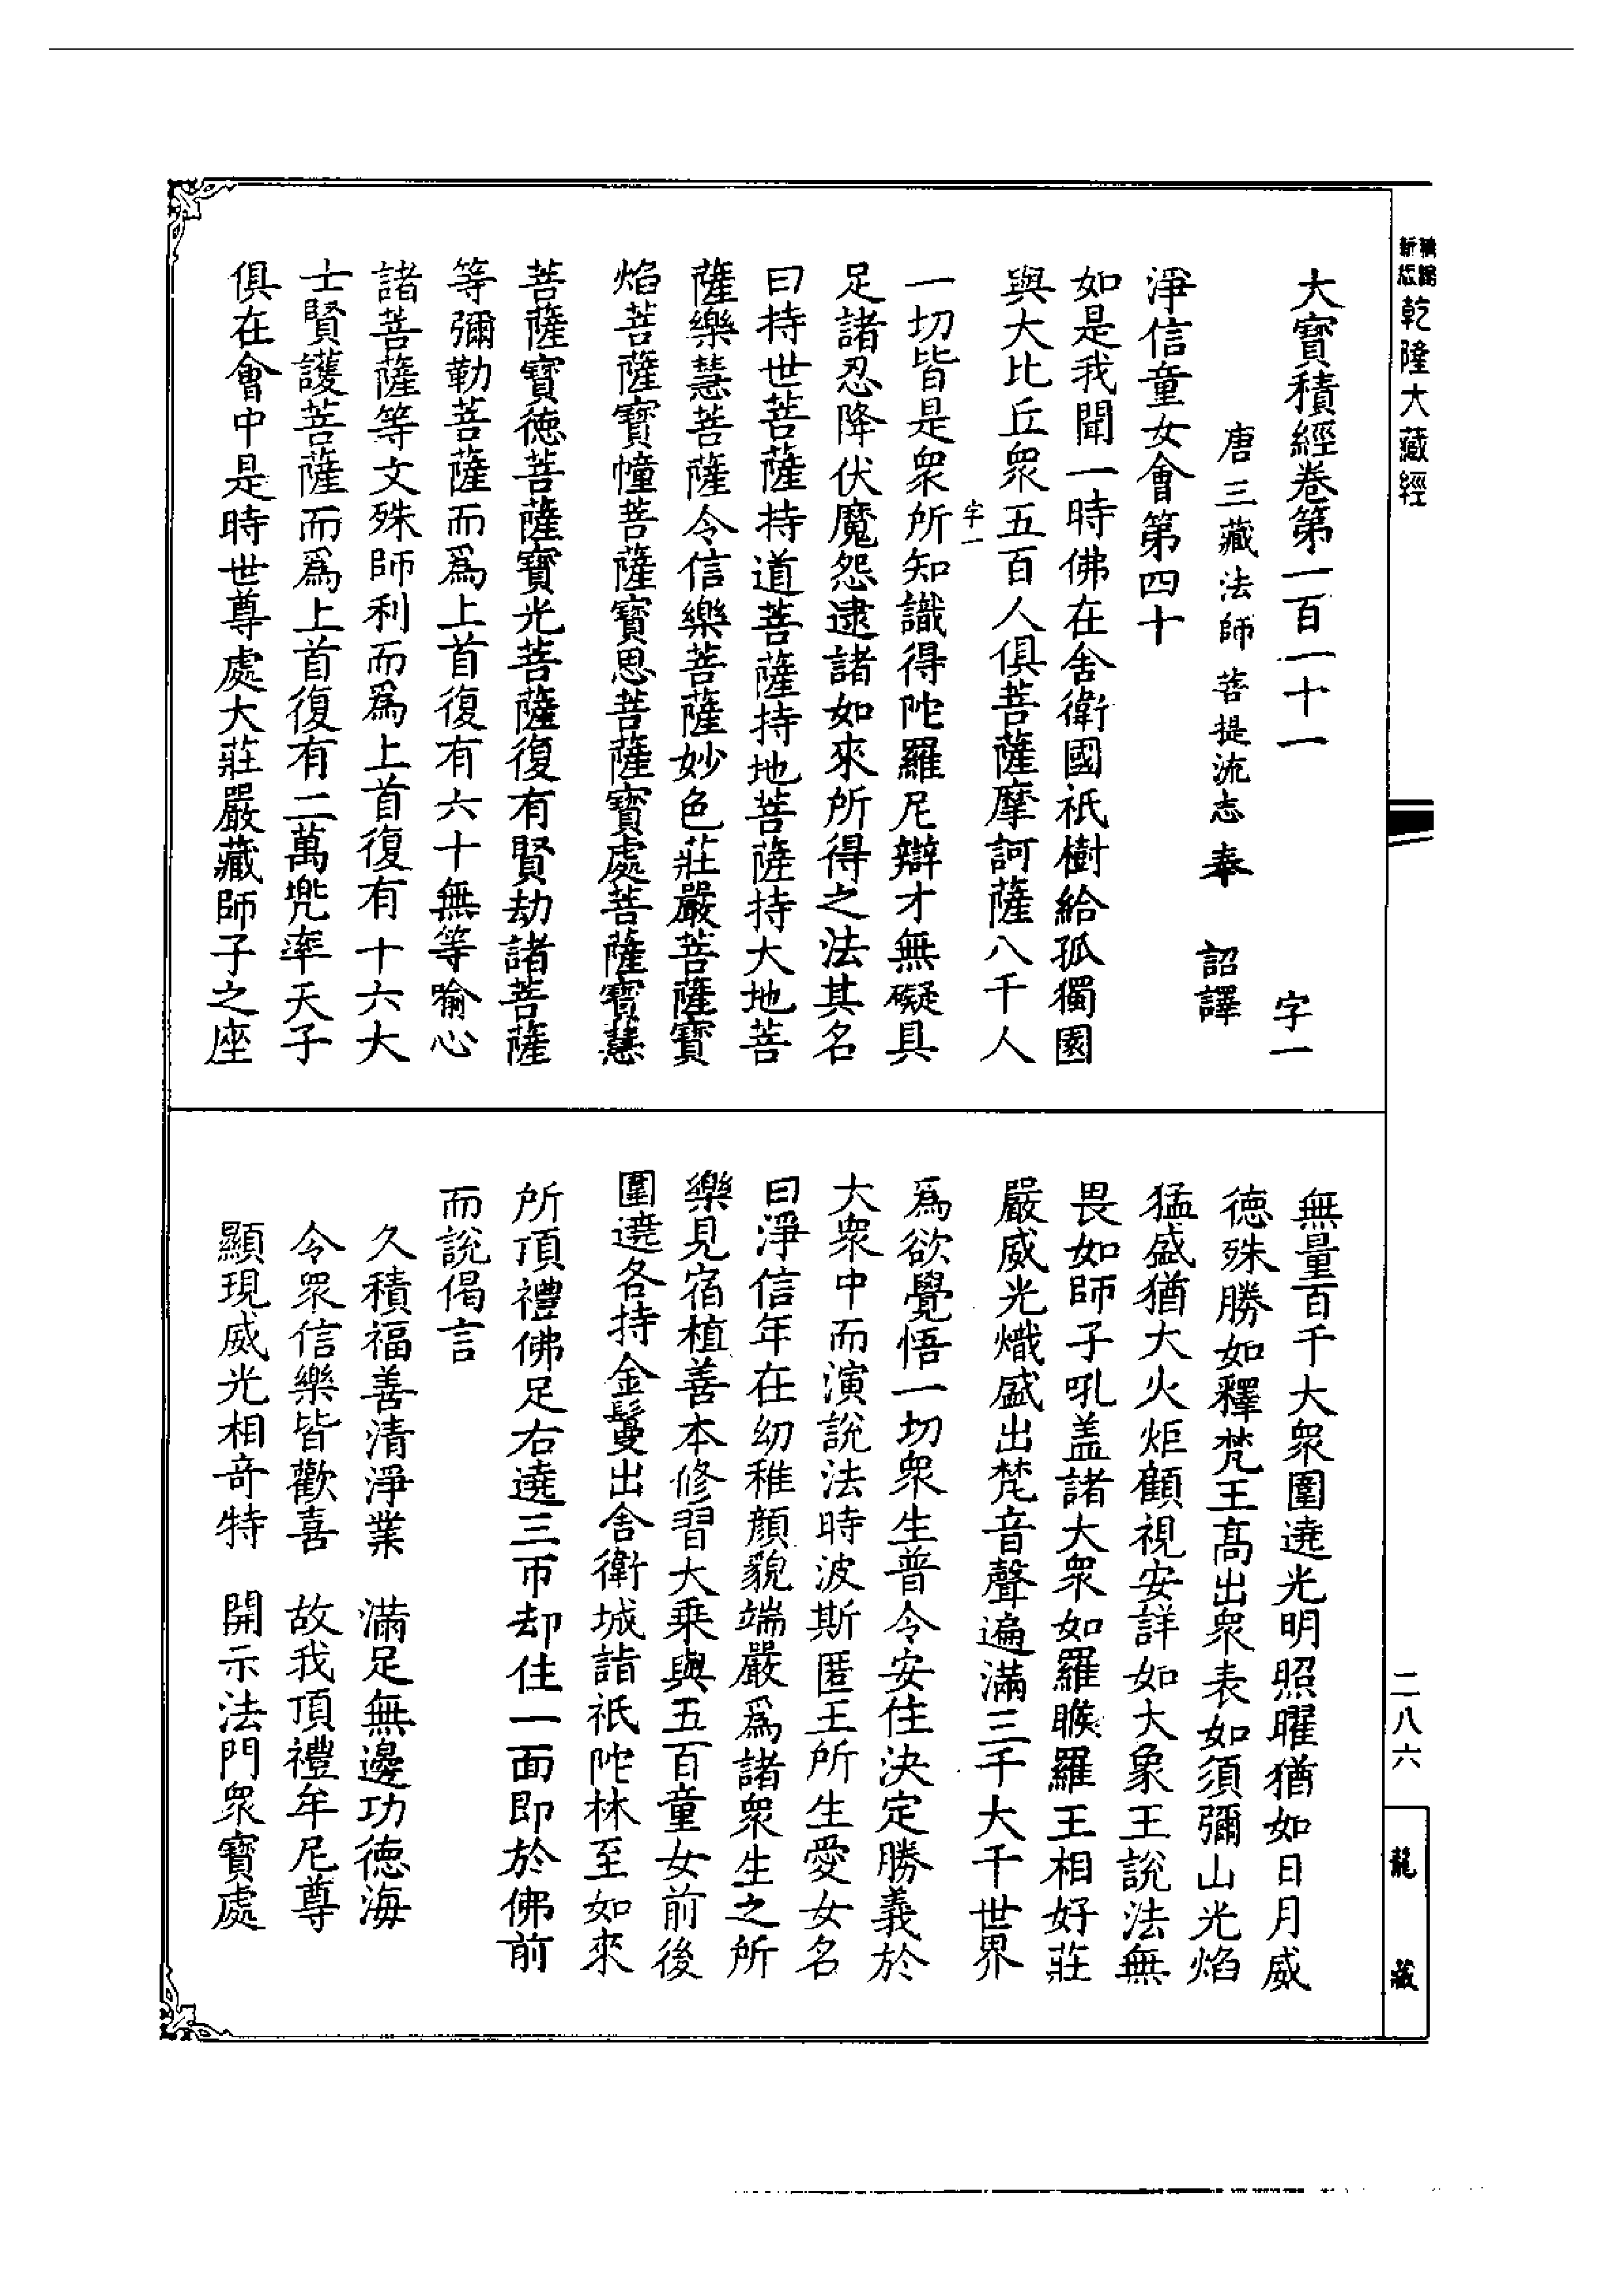 乾隆大藏經
大寶積經卷第一百一十一　字一
唐三藏法師菩提流志奉　詔譯
淨信童女會第四十
如是我聞一時佛在舍衛國祇樹給孤獨園
與大比丘衆五百人俱菩薩摩訶薩八千人
字一
一切皆是衆所知識得陀羅尼辯才無礙具
足諸忍降伏魔怨逮諸如來所得之法其名
曰持世菩薩持道菩薩持地菩薩持大地菩
薩樂慧菩薩令信樂菩薩妙色莊嚴菩薩寶
焰菩薩寶幢菩薩寶思菩薩寶處菩薩寶慧
菩薩寶德菩薩寶光菩薩復有賢劫諸菩薩
等彌勒菩薩而爲上首復有六十無等喻心
諸菩薩等文殊師利而爲上首復有十六大
士賢護菩薩而爲上首復有二萬兜率天子
俱在會中是時世尊處大莊嚴藏師子之座
無量百千大衆圍遶光明照曜猶如日月威
德殊勝如釋梵王高出衆表如須彌山光焰
猛盛猶大火炬顧視安詳如大象王說法無
畏如師子吼蓋諸大衆如羅睺羅王相好莊
嚴威光熾盛出梵音聲遍滿三千大千世界
爲欲覺悟一切衆生普令安住決定勝義於
大衆中而演說法時波斯匿王所生愛女名
曰淨信年在幼稚顏貌端嚴爲諸衆生之所
樂見宿植善本修習大乘與五百童女前後
圍遶各持金鬘出舍衛城詣祇陀林至如來
所頂禮佛足右遶三帀却住一面即於佛前
而說偈言
久積福善清淨業　滿足無邊功德海
令衆信樂皆歡喜　故我頂禮牟尼尊
顯現威光相奇特　開示法門衆寶處
二八六
龍藏